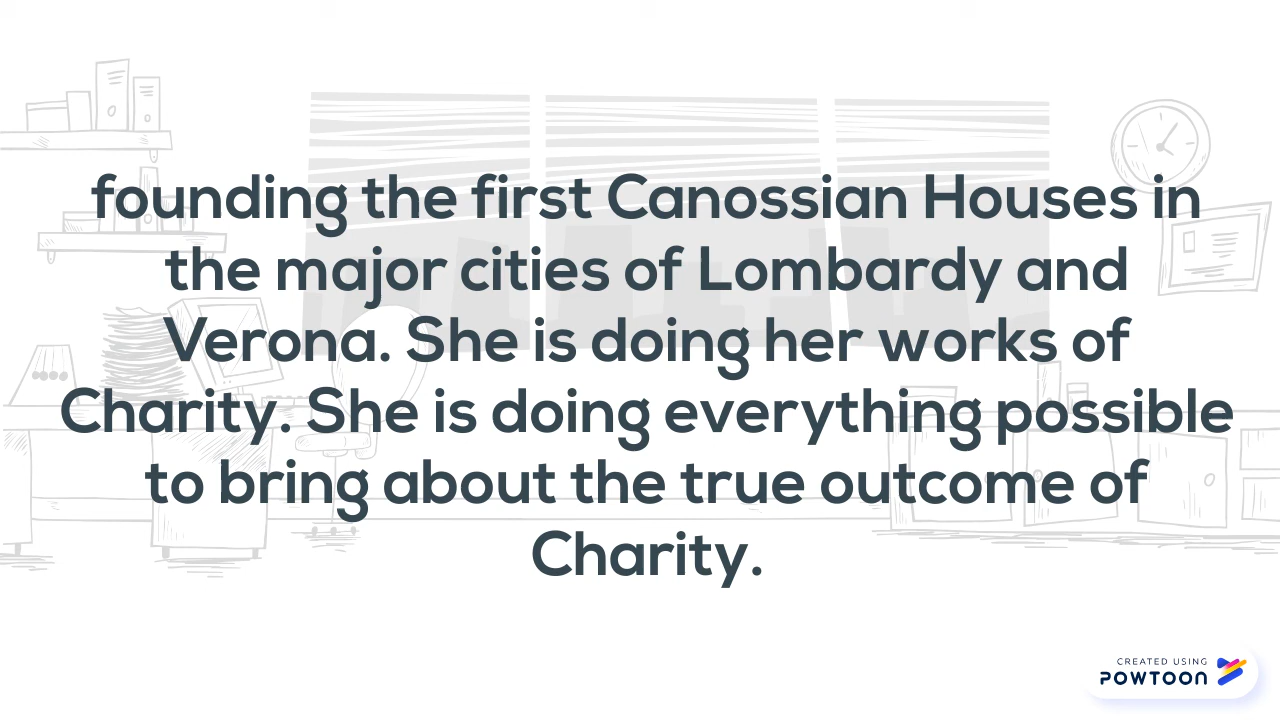 founding the first Canossian Houses in
the major cities of Lombardy and
Verona. She is doing her works of
Charity. She is doing everything possible
to bring about the true outcome of
Charity.
CREATED USING
POWTOON